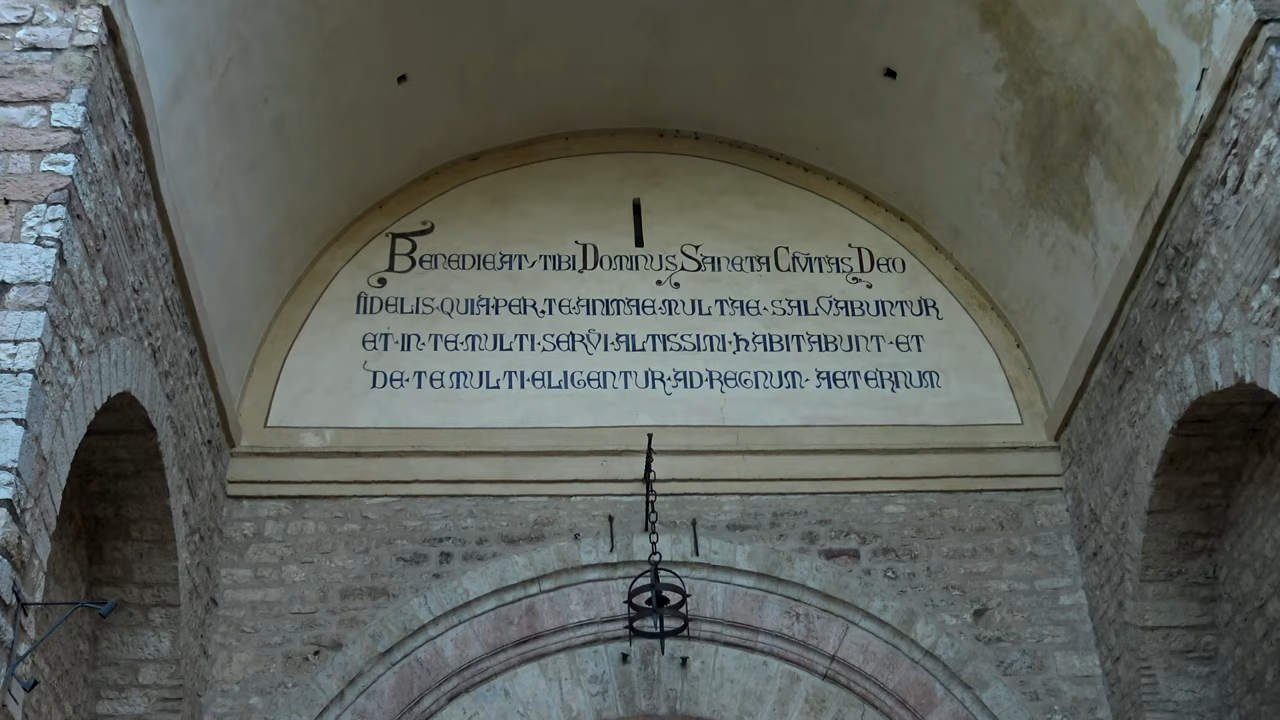 BENEDICAT·TIBI DOMINUS SANCTA CIVITAS DEO
FIDELIS·QUIA·PER·TE·ANIMAE·MULTAE·SALVABUNTUR
ET·IN·TE·MULTI·SERVI·ALTISSIMI·HABITABUNT·ET
DE·TE MULTI·ELIGENTUR·AD·REGNUM·AETERNUM